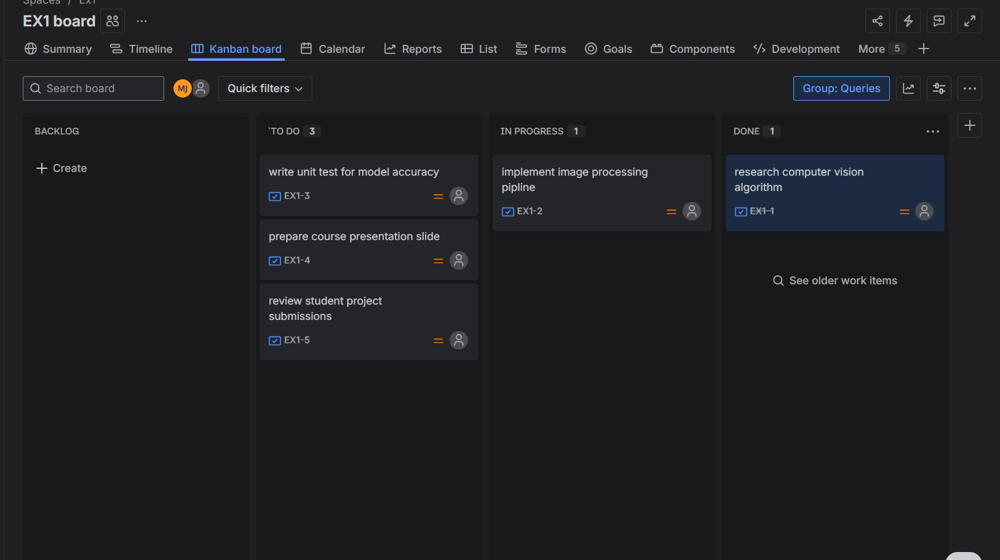 Spaces / EX1
EX1 board
Summary
Timeline
Kanban board
Calendar
Reports
List
Forms
Goals
Components
Development
More 5
Search board
MJ
Quick filters
Group: Queries
BACKLOG
Create
`TO DO 3
write unit test for model accuracy
EX1-3
prepare course presentation slide
EX1-4
review student project
submissions
EX1-5
IN PROGRESS 1
implement image processing
pipline
EX1-2
DONE 1
research computer vision
algorithm
EX1-1
See older work items